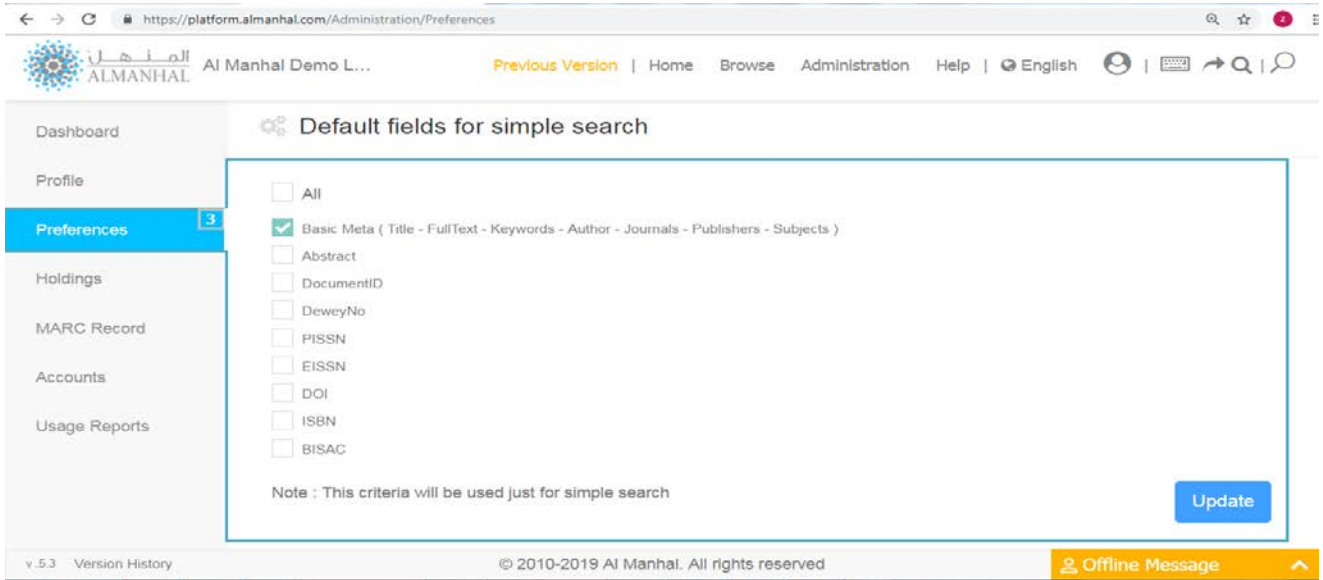 https://platform.almanhal.com/Administration/Preferences
Z
المنهل
ALMANHAL
Al Manhal Demo L...
Previous Version | Home Browse Administration Help | English
Dashboard
Default fields for simple search
Profile
All
Preferences 3
Basic Meta ( Title - FullText - Keywords - Author - Journals - Publishers - Subjects )
Abstract
Holdings
DocumentID
DeweyNo
MARC Record
PISSN
EISSN
Accounts
DOI
Usage Reports
ISBN
BISAC
Note : This criteria will be used just for simple search
Update
v .5.3 Version History
© 2010-2019 Al Manhal. All rights reserved
Offline Message